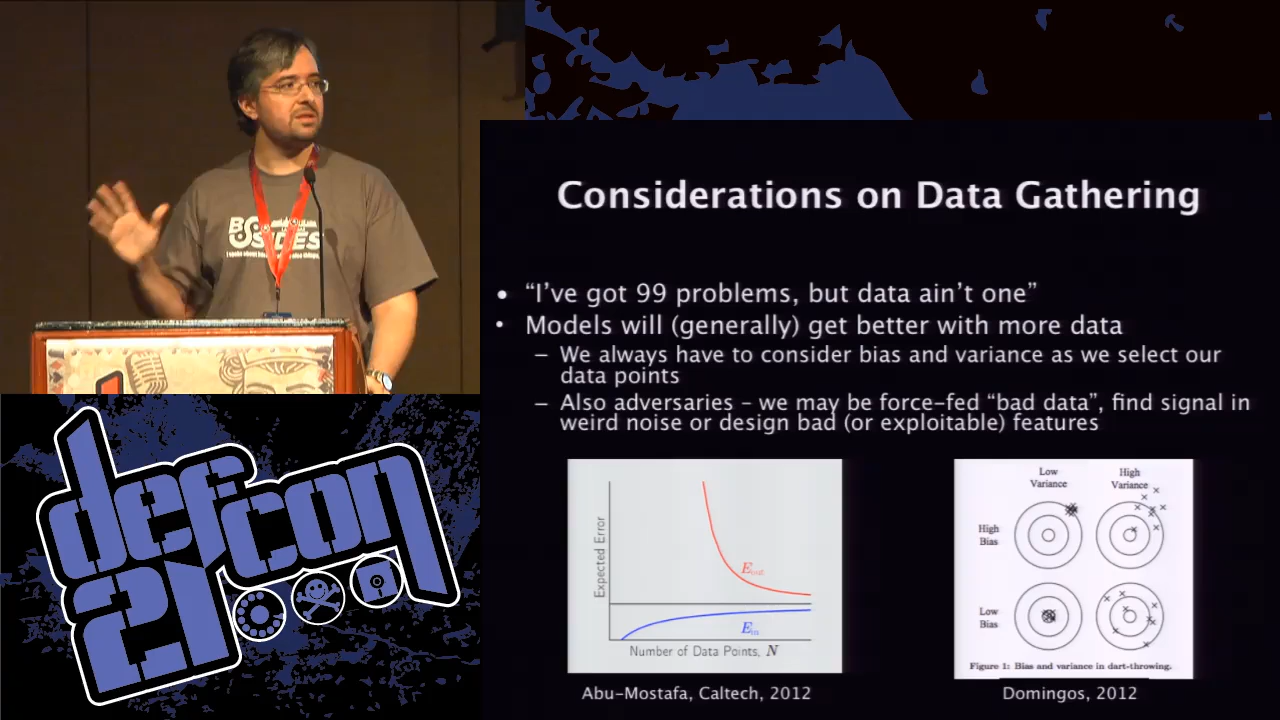 Considerations on Data Gathering
• “I’ve got 99 problems, but data ain’t one”
• Models will (generally) get better with more data
– We always have to consider bias and variance as we select our
data points
– Also adversaries – we may be force-fed “bad data”, find signal in
weird noise or design bad (or exploitable) features
Expected Error
E_out
E_in
Number of Data Points, N
Abu-Mostafa, Caltech, 2012
Low
Variance
High
Variance
High
Bias
Low
Bias
Figure 1: Bias and variance in dart-throwing.
Domingos, 2012
BSIDES
defcon
21